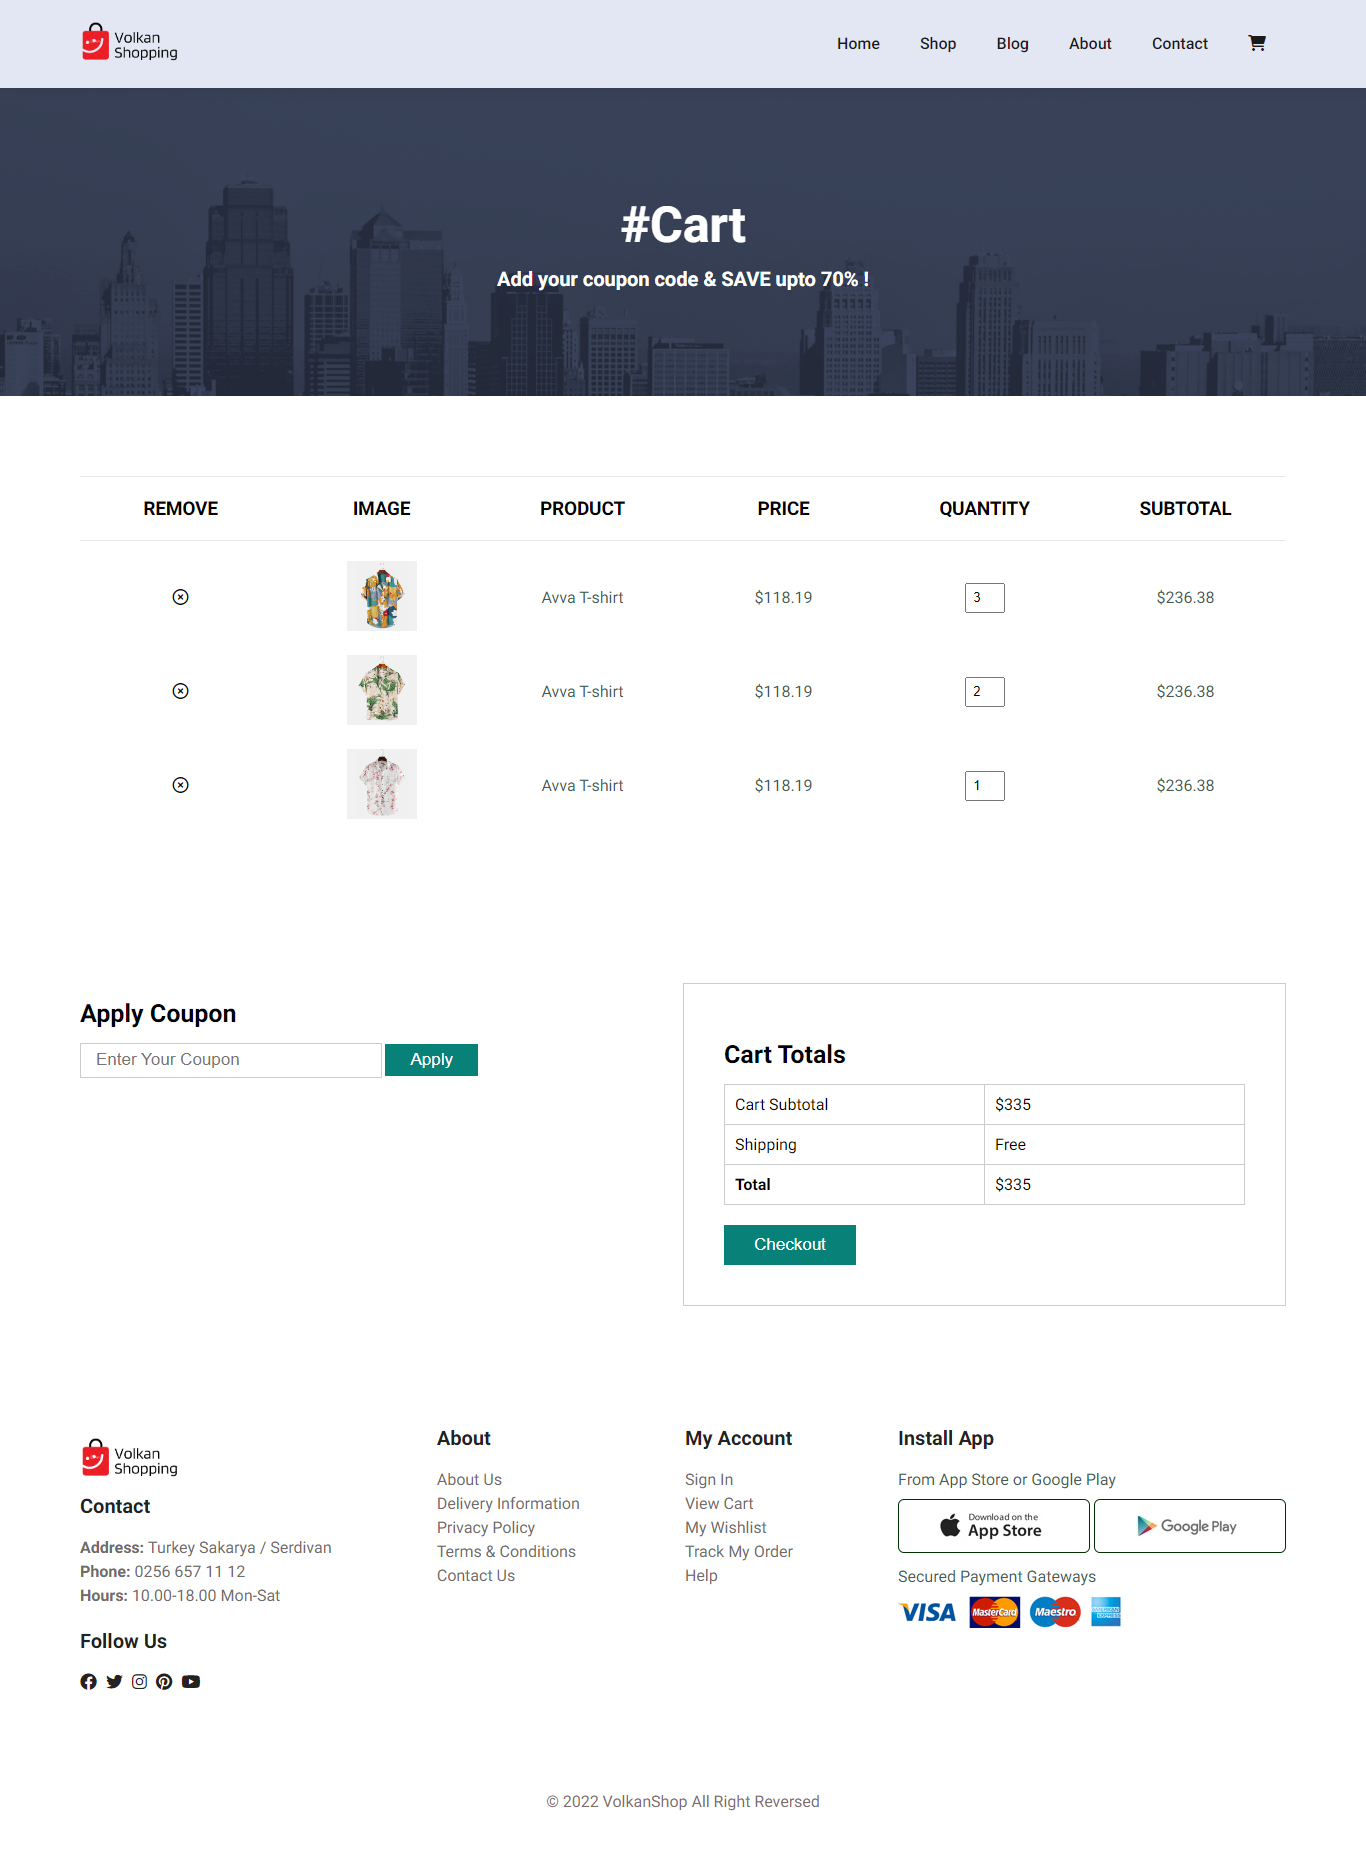 Volkan
Shopping
Home Shop Blog About Contact
#Cart
Add your coupon code & SAVE upto 70% !
REMOVE IMAGE PRODUCT PRICE QUANTITY SUBTOTAL
Avva T-shirt $118.19 3 $236.38
Avva T-shirt $118.19 2 $236.38
Avva T-shirt $118.19 1 $236.38
Apply Coupon
Enter Your Coupon Apply
Cart Totals
Cart Subtotal $335
Shipping Free
Total $335
Checkout
Volkan
Shopping
Contact
Address: Turkey Sakarya / Serdivan
Phone: 0256 657 11 12
Hours: 10.00-18.00 Mon-Sat
Follow Us
About
About Us
Delivery Information
Privacy Policy
Terms & Conditions
Contact Us
My Account
Sign In
View Cart
My Wishlist
Track My Order
Help
Install App
From App Store or Google Play
Download on the
App Store
Google Play
Secured Payment Gateways
VISA MasterCard Maestro AMERICAN EXPRESS
© 2022 VolkanShop All Right Reversed